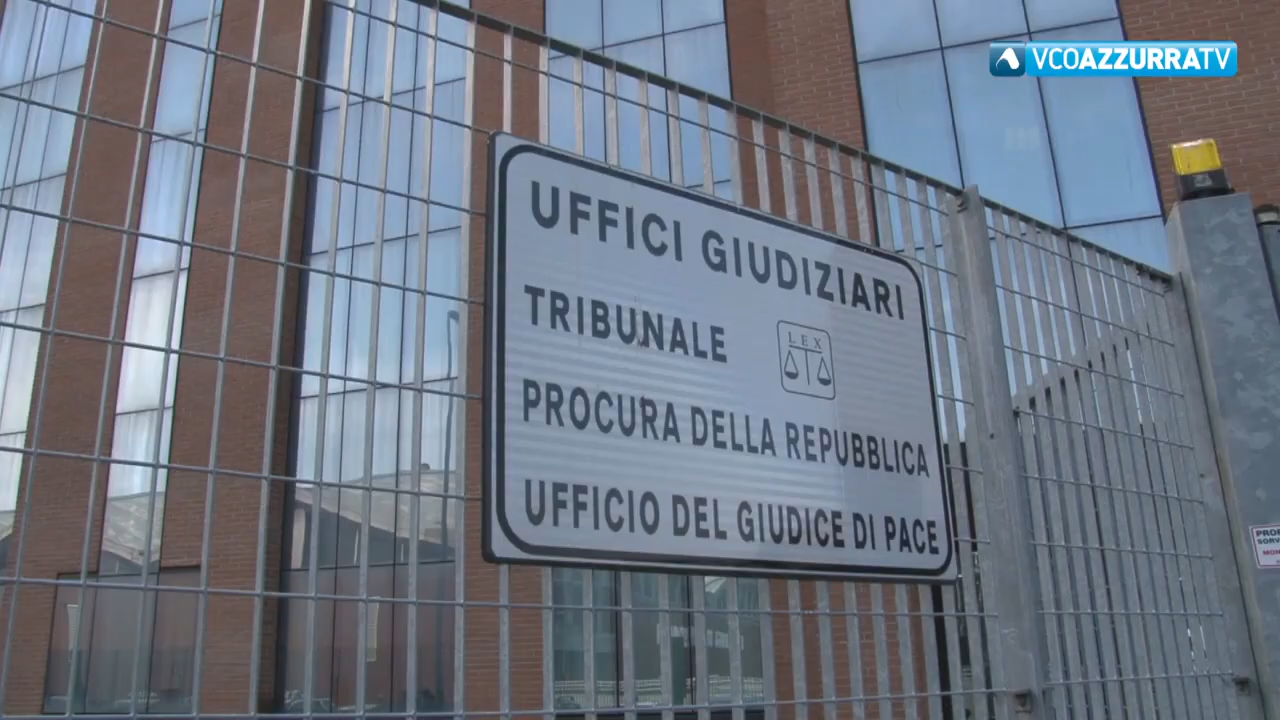 VCOAZZURRATV
UFFICI GIUDIZIARI
TRIBUNALE
LEX
PROCURA DELLA REPUBBLICA
UFFICIO DEL GIUDICE DI PACE